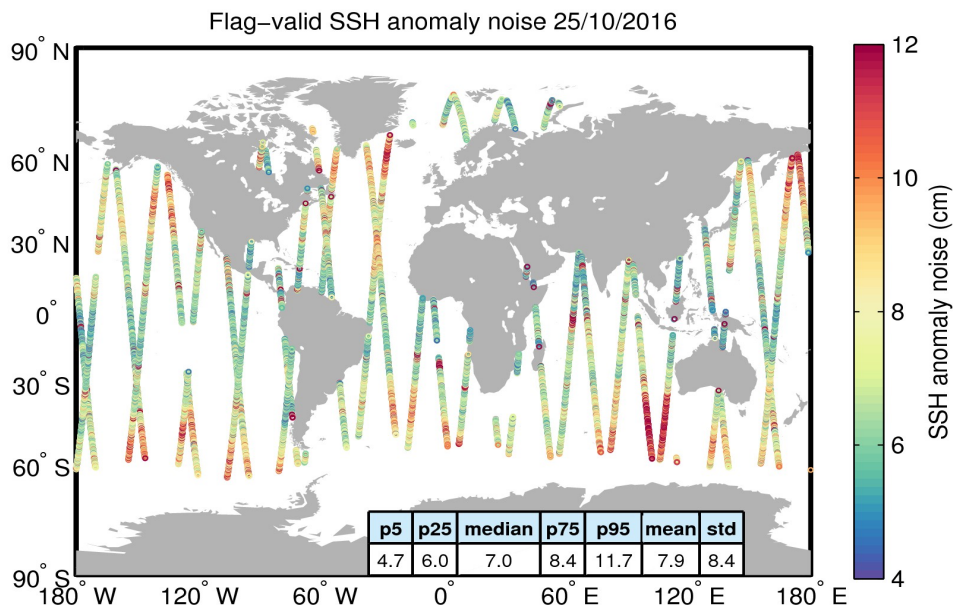 Flag−valid SSH anomaly noise 25/10/2016
90° N
60° N
30° N
0°
30° S
60° S
90° S
180° W 120° W 60° W 0° 60° E 120° E 180° E
p5 p25 median p75 p95 mean std
4.7 6.0 7.0 8.4 11.7 7.9 8.4
12
10
8
6
4
SSH anomaly noise (cm)